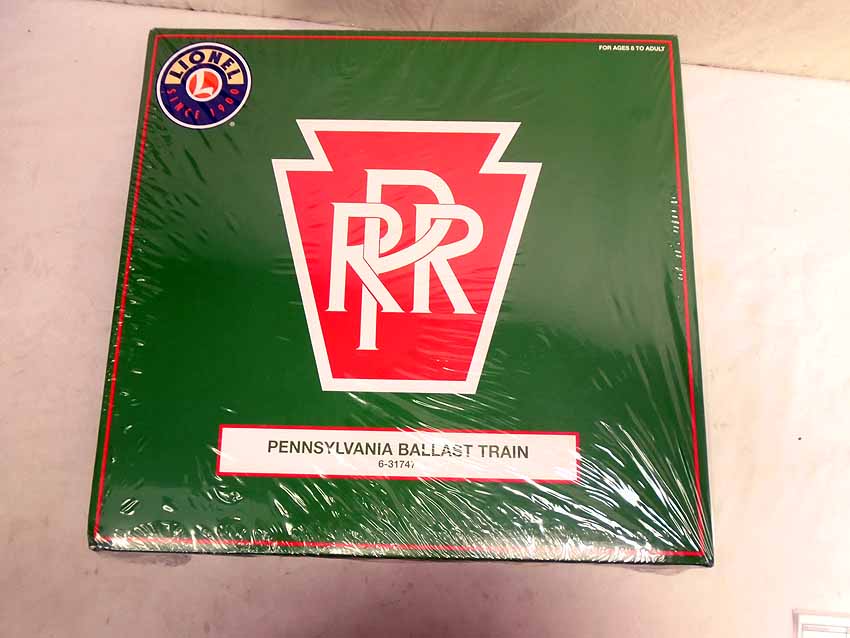 LIONEL
L
SINCE 1900
FOR AGES 8 TO ADULT
PRR
PENNSYLVANIA BALLAST TRAIN
6-31747